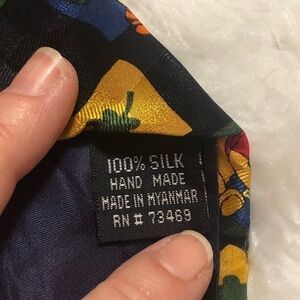 100% SILK
HAND MADE
MADE IN MYANMAR
RN # 73469